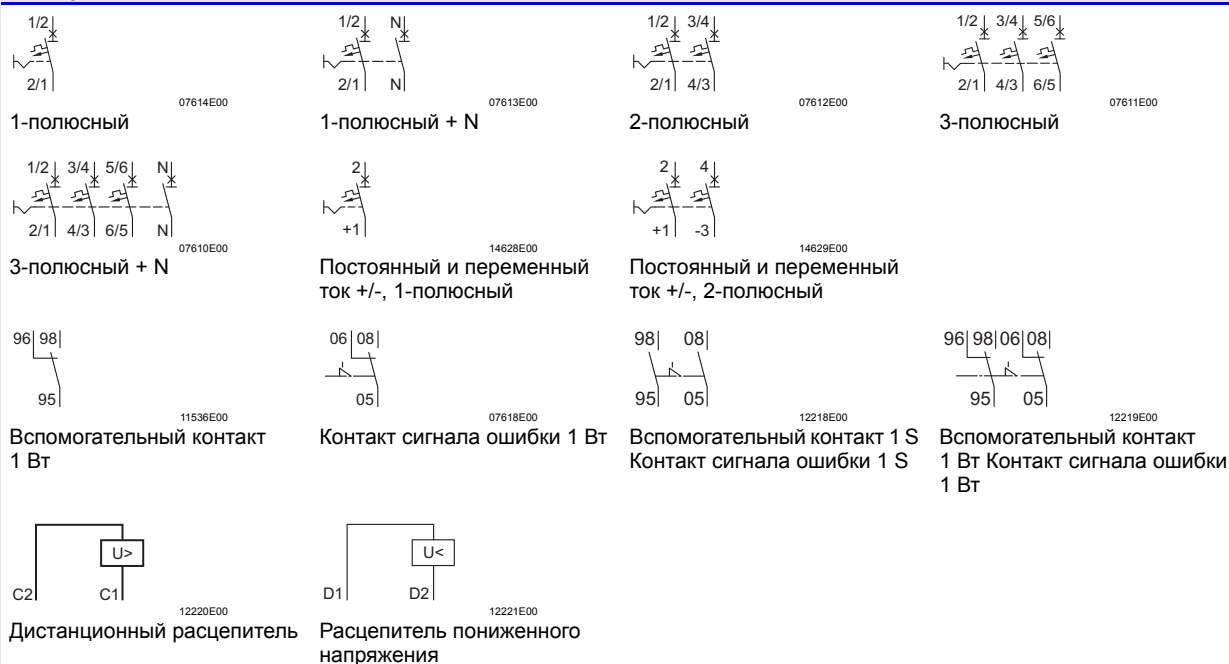 1/2
2/1
07614E00
1-полюсный
1/2 N
2/1 N
07613E00
1-полюсный + N
1/2 3/4
2/1 4/3
07612E00
2-полюсный
1/2 3/4 5/6
2/1 4/3 6/5
07611E00
3-полюсный
1/2 3/4 5/6 N
2/1 4/3 6/5 N
07610E00
3-полюсный + N
2
+1
14628E00
Постоянный и переменный
ток +/-, 1-полюсный
2 4
+1 -3
14629E00
Постоянный и переменный
ток +/-, 2-полюсный
96 98
95
11536E00
Вспомогательный контакт
1 Вт
06 08
05
07618E00
Контакт сигнала ошибки 1 Вт
98 08
95 05
12218E00
Вспомогательный контакт 1 S
Контакт сигнала ошибки 1 S
96 98 06 08
95 05
12219E00
Вспомогательный контакт
1 Вт Контакт сигнала ошибки
1 Вт
U>
C2 C1
12220E00
Дистанционный расцепитель
U<
D1 D2
12221E00
Расцепитель пониженного
напряжения